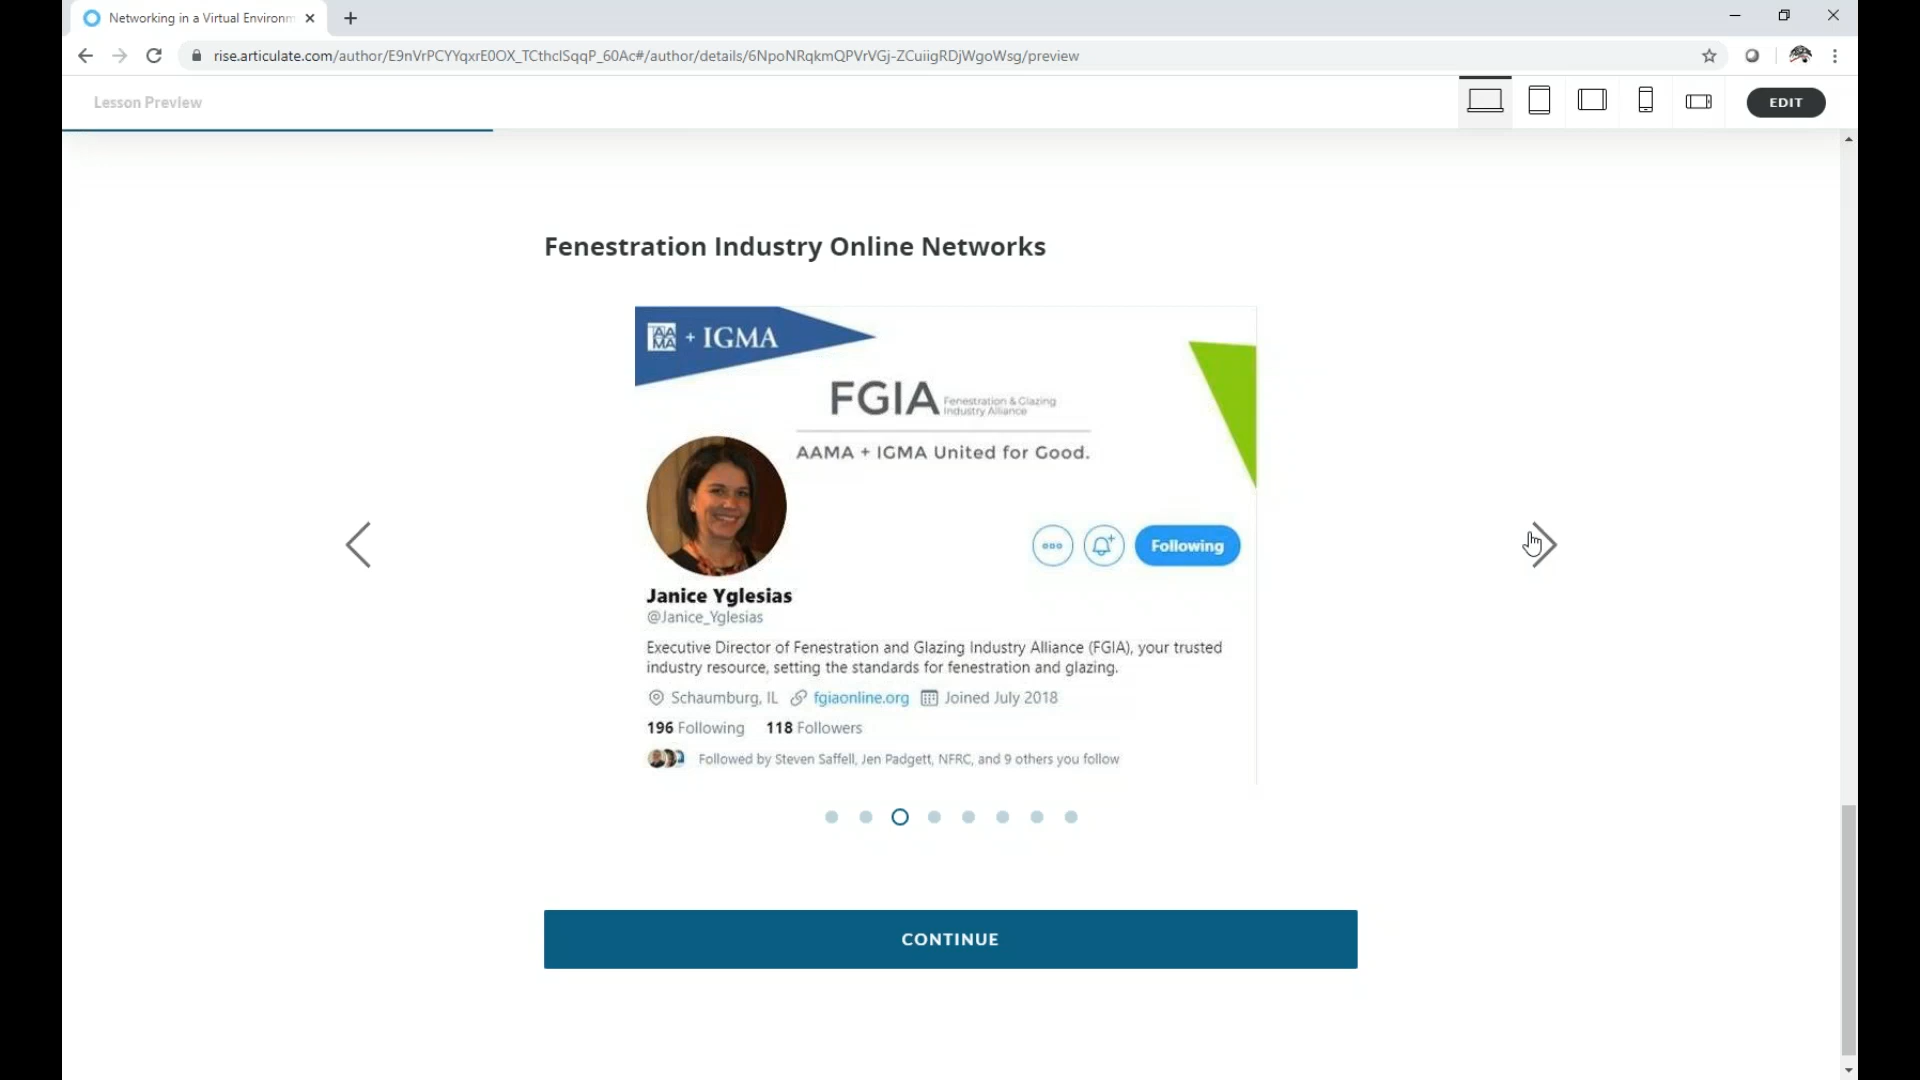 Networking in a Virtual Environm
rise.articulate.com/author/E9nVrPCYYqxrE0OX_TCthclSqqP_60Ac#/author/details/6NpoNRqkmQPVrVGj-ZCuiigRDjWgoWsg/preview
Lesson Preview
EDIT
Fenestration Industry Online Networks
AAMA + IGMA
FGIA Fenestration & Glazing
Industry Alliance
AAMA + IGMA United for Good.
Following
Janice Yglesias
@Janice_Yglesias
Executive Director of Fenestration and Glazing Industry Alliance (FGIA), your trusted
industry resource, setting the standards for fenestration and glazing.
Schaumburg, IL fgiaonline.org Joined July 2018
196 Following 118 Followers
Followed by Steven Saffell, Jen Padgett, NFRC, and 9 others you follow
CONTINUE